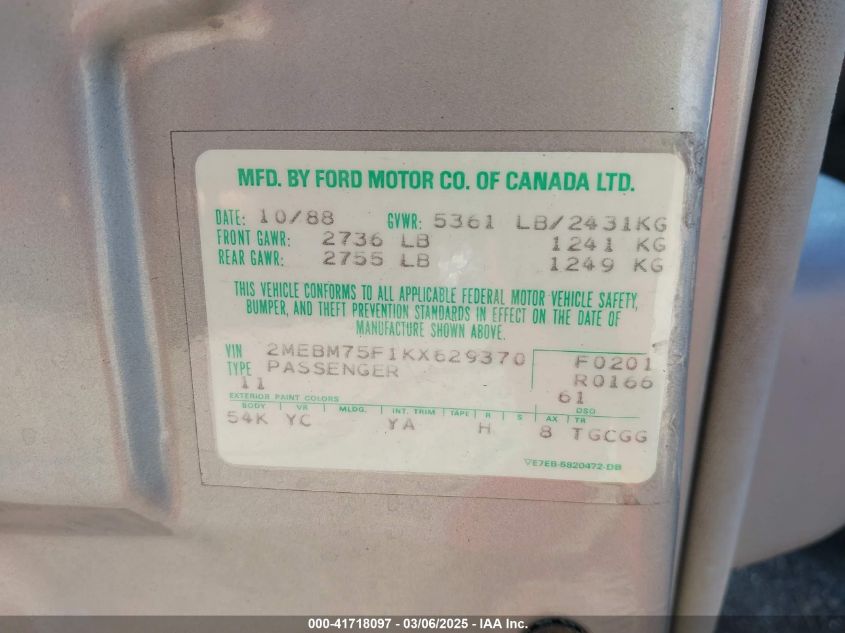 MFD. BY FORD MOTOR CO. OF CANADA LTD.
DATE: 10/88 GVWR: 5361 LB/2431KG
FRONT GAWR: 2736 LB 1241 KG
REAR GAWR: 2755 LB 1249 KG
THIS VEHICLE CONFORMS TO ALL APPLICABLE FEDERAL MOTOR VEHICLE SAFETY,
BUMPER, AND THEFT PREVENTION STANDARDS IN EFFECT ON THE DATE OF
MANUFACTURE SHOWN ABOVE.
VIN 2MEBM75F1KX629370 F0201
TYPE PASSENGER R0166
11 61
EXTERIOR PAINT COLORS DSO
BODY VR MLDG. INT. TRIM TAPE R S AX TR
54K YC YA H 8 TGCGG
VE7EB-5820472-DB
000-41718097 - 03/06/2025 - IAA Inc.